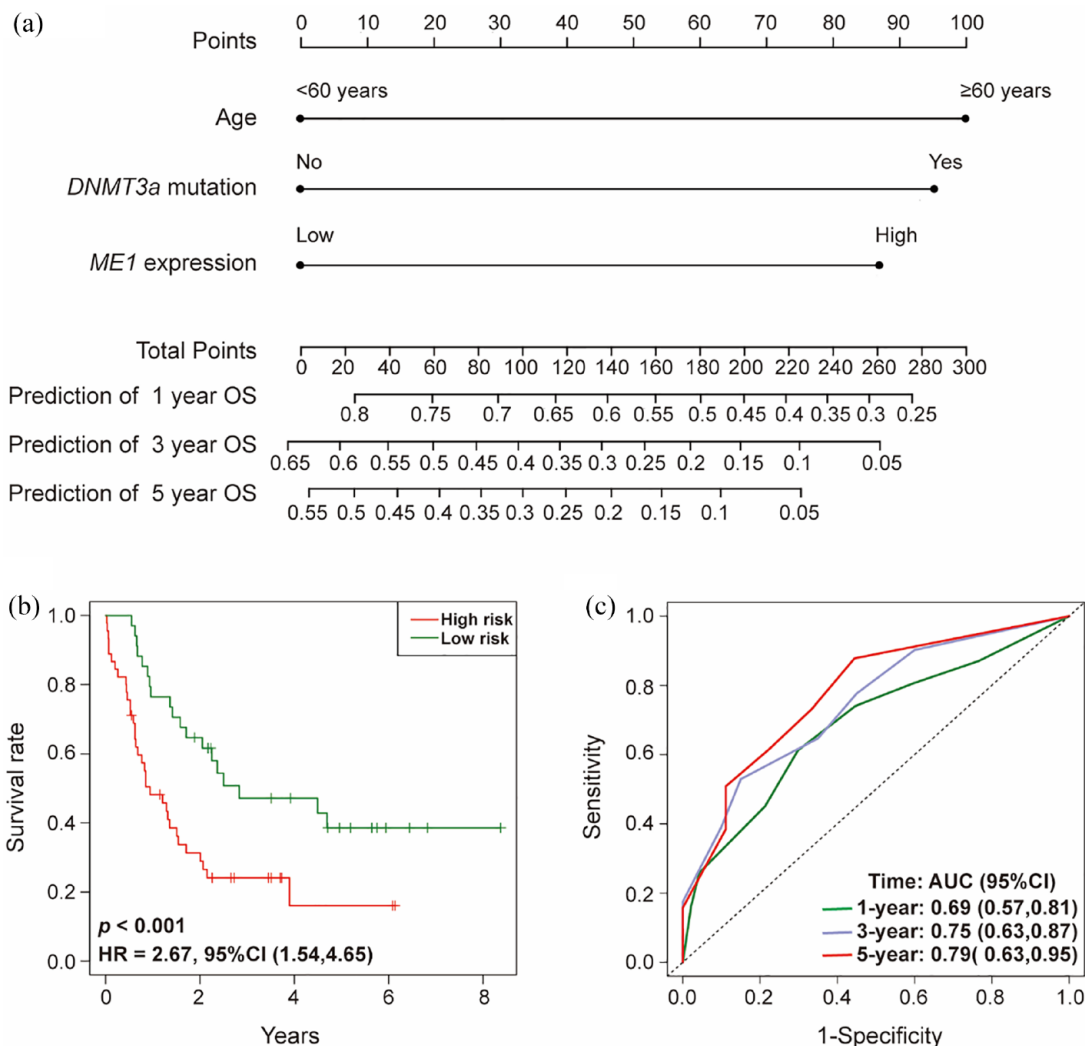 (a)
Points 0 10 20 30 40 50 60 70 80 90 100
<60 years ≥60 years
Age
No Yes
DNMT3a mutation
Low High
ME1 expression
Total Points
0 20 40 60 80 100 120 140 160 180 200 220 240 260 280 300
Prediction of 1 year OS
0.8 0.75 0.7 0.65 0.6 0.55 0.5 0.45 0.4 0.35 0.3 0.25
Prediction of 3 year OS
0.65 0.6 0.55 0.5 0.45 0.4 0.35 0.3 0.25 0.2 0.15 0.1 0.05
Prediction of 5 year OS
0.55 0.5 0.45 0.4 0.35 0.3 0.25 0.2 0.15 0.1 0.05
(b)
Survival rate
1.0
0.8
0.6
0.4
0.2
0.0
High risk
Low risk
p < 0.001
HR = 2.67, 95%CI (1.54,4.65)
0 2 4 6 8
Years
(c)
Sensitivity
1.0
0.8
0.6
0.4
0.2
0.0
Time: AUC (95%CI)
1-year: 0.69 (0.57,0.81)
3-year: 0.75 (0.63,0.87)
5-year: 0.79( 0.63,0.95)
0.0 0.2 0.4 0.6 0.8 1.0
1-Specificity